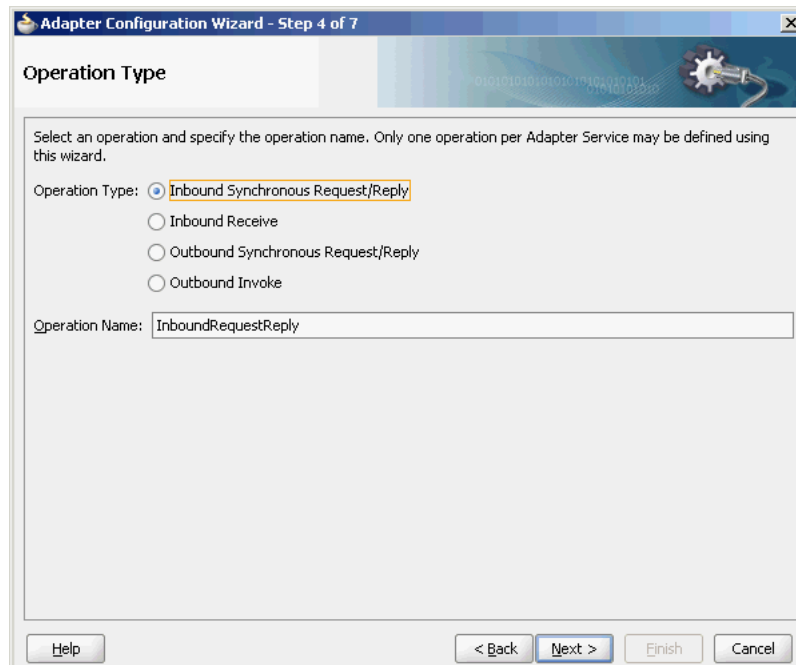 Adapter Configuration Wizard - Step 4 of 7
Operation Type
Select an operation and specify the operation name. Only one operation per Adapter Service may be defined using
this wizard.
Operation Type: Inbound Synchronous Request/Reply
Inbound Receive
Outbound Synchronous Request/Reply
Outbound Invoke
Operation Name: InboundRequestReply
Help < Back Next > Finish Cancel